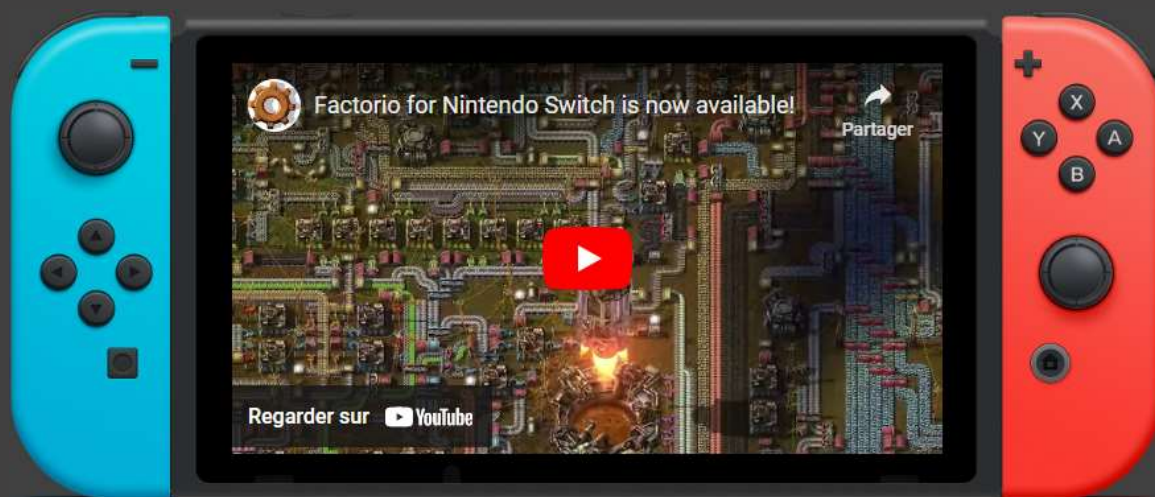 Factorio for Nintendo Switch is now available!
Partager
Regarder sur YouTube
X
Y
A
B